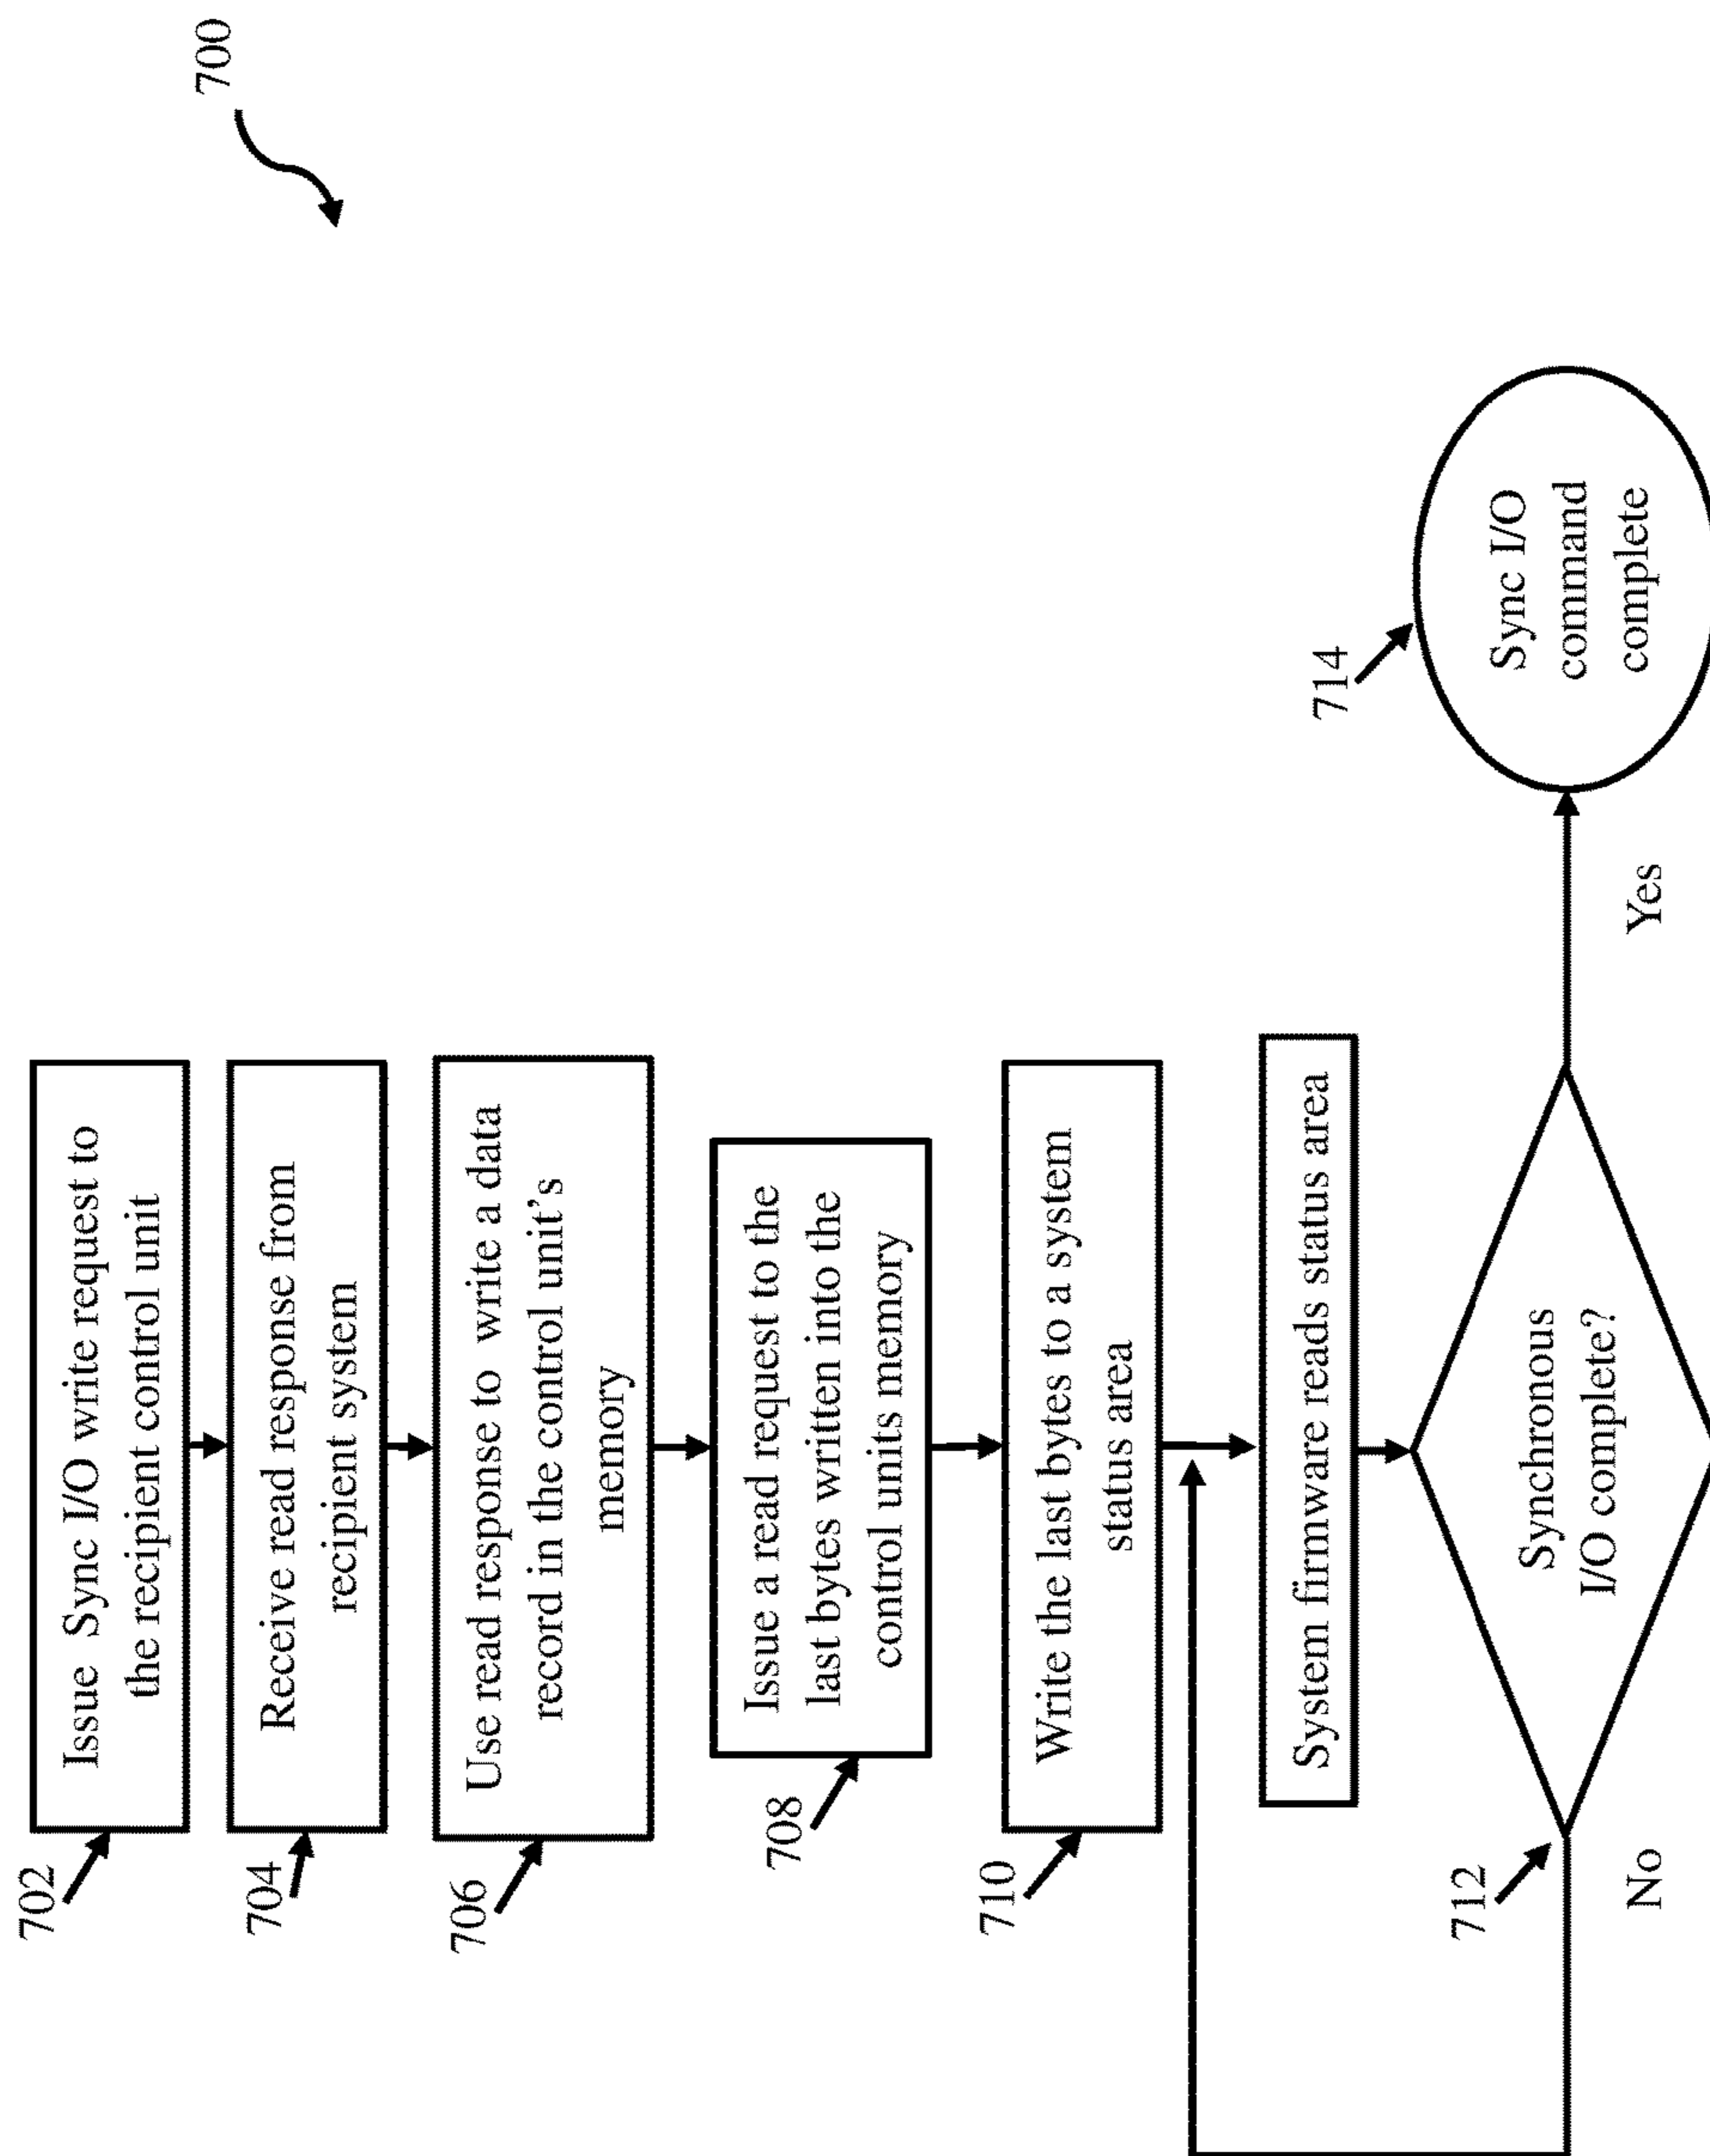 700
702
Issue Sync I/O write request to
the recipient control unit
704
Receive read response from
recipient system
706
Use read response to write a data
record in the control unit’s
memory
708
Issue a read request to the
last bytes written into the
control units memory
710
Write the last bytes to a system
status area
System firmware reads status area
712
Synchronous
I/O complete?
No
Yes
714
Sync I/O
command
complete